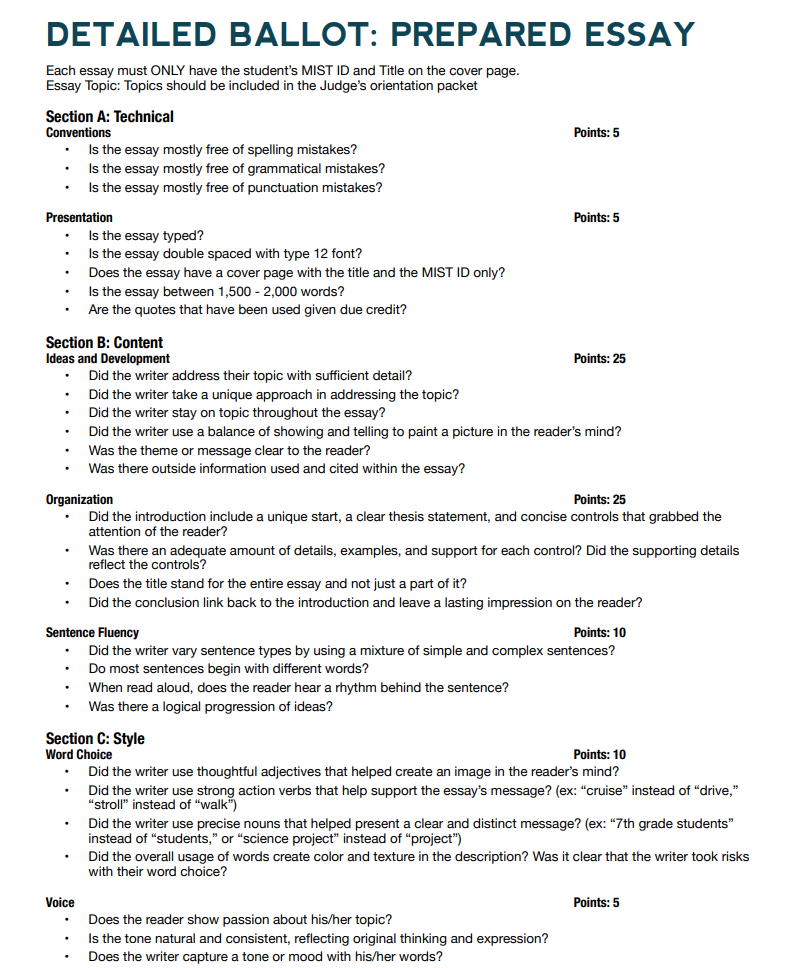 DETAILED BALLOT: PREPARED ESSAY
Each essay must ONLY have the student's MIST ID and Title on the cover page.
Essay Topic: Topics should be included in the Judge's orientation packet
Section A: Technical
Conventions Points: 5
• Is the essay mostly free of spelling mistakes?
• Is the essay mostly free of grammatical mistakes?
• Is the essay mostly free of punctuation mistakes?
Presentation Points: 5
• Is the essay typed?
• Is the essay double spaced with type 12 font?
• Does the essay have a cover page with the title and the MIST ID only?
• Is the essay between 1,500 - 2,000 words?
• Are the quotes that have been used given due credit?
Section B: Content
Ideas and Development Points: 25
• Did the writer address their topic with sufficient detail?
• Did the writer take a unique approach in addressing the topic?
• Did the writer stay on topic throughout the essay?
• Did the writer use a balance of showing and telling to paint a picture in the reader's mind?
• Was the theme or message clear to the reader?
• Was there outside information used and cited within the essay?
Organization Points: 25
• Did the introduction include a unique start, a clear thesis statement, and concise controls that grabbed the
attention of the reader?
• Was there an adequate amount of details, examples, and support for each control? Did the supporting details
reflect the controls?
• Does the title stand for the entire essay and not just a part of it?
• Did the conclusion link back to the introduction and leave a lasting impression on the reader?
Sentence Fluency Points: 10
• Did the writer vary sentence types by using a mixture of simple and complex sentences?
• Do most sentences begin with different words?
• When read aloud, does the reader hear a rhythm behind the sentence?
• Was there a logical progression of ideas?
Section C: Style
Word Choice Points: 10
• Did the writer use thoughtful adjectives that helped create an image in the reader's mind?
• Did the writer use strong action verbs that help support the essay's message? (ex: "cruise" instead of "drive,"
"stroll" instead of "walk")
• Did the writer use precise nouns that helped present a clear and distinct message? (ex: "7th grade students"
instead of "students," or "science project" instead of "project")
• Did the overall usage of words create color and texture in the description? Was it clear that the writer took risks
with their word choice?
Voice Points: 5
• Does the reader show passion about his/her topic?
• Is the tone natural and consistent, reflecting original thinking and expression?
• Does the writer capture a tone or mood with his/her words?